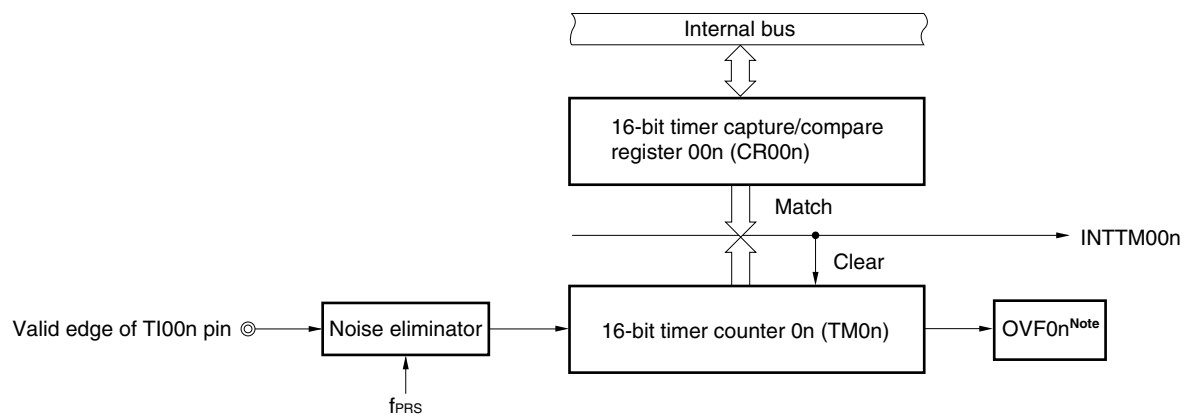 Internal bus
16-bit timer capture/compare
register 00n (CR00n)
Match
INTTM00n
Clear
Valid edge of TI00n pin
Noise eliminator
16-bit timer counter 0n (TM0n)
OVF0nNote
fPRS